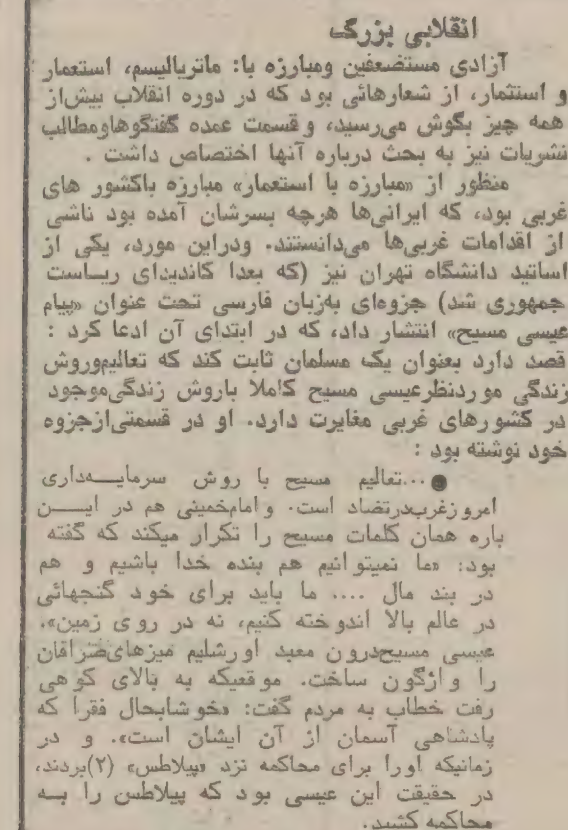 انقلابی بزرگ
آزادی مستضعفین ومبارزه با: ماتریالیسم، استعمار
و استثمار، از شعارهائی بود که در دوره انقلاب بیش‌از
همه چیز بگوش می‌رسید، و قسمت عمده گفتگوهاومطالب
نشریات نیز به بحث درباره آنها اختصاص داشت .
منظور از «مبارزه با استعمار» مبارزه باکشور های
غربی بود، که ایرانی‌ها هرچه بسرشان آمده بود ناشی
از اقدامات غربی‌ها می‌دانستند. ودراین مورد، یکی از
اساتید دانشگاه تهران نیز (که بعدا کاندیدای ریاست
جمهوری شد) جزوه‌ای به‌زبان فارسی تحت عنوان «پیام
عیسی مسیح» انتشار داد، که در ابتدای آن ادعا کرد :
قصد دارد بعنوان یک مسلمان ثابت کند که تعالیم‌وروش
زندگی موردنظرعیسی مسیح کاملا باروش زندگی‌موجود
در کشورهای غربی مغایرت دارد. او در قسمتی‌ازجزوه
خود نوشته بود :
●...تعالیم مسیح با روش سرمایـــه‌داری
امروزغرب‌درتضاد است. و امام‌خمینی هم در ایـــن
باره همان کلمات مسیح را تکرار میکند که گفته
بود: «ما نمیتوانیم هم بنده خدا باشیم و هم
در بند مال .... ما باید برای خود گنجهائی
در عالم بالا اندوخته کنیم، نه در روی زمین».
عیسی مسیح‌درون معبد اورشلیم میزهای‌صرافان
را واژگون ساخت. موقعیکه به بالای کوهی
رفت خطاب به مردم گفت: «خوشابحال فقرا که
پادشاهی آسمان از آن ایشان است». و در
زمانیکه اورا برای محاکمه نزد «پیلاطس» (۲)بردند،
در حقیقت این عیسی بود که پیلاطس را بــه
محاکمه کشید.